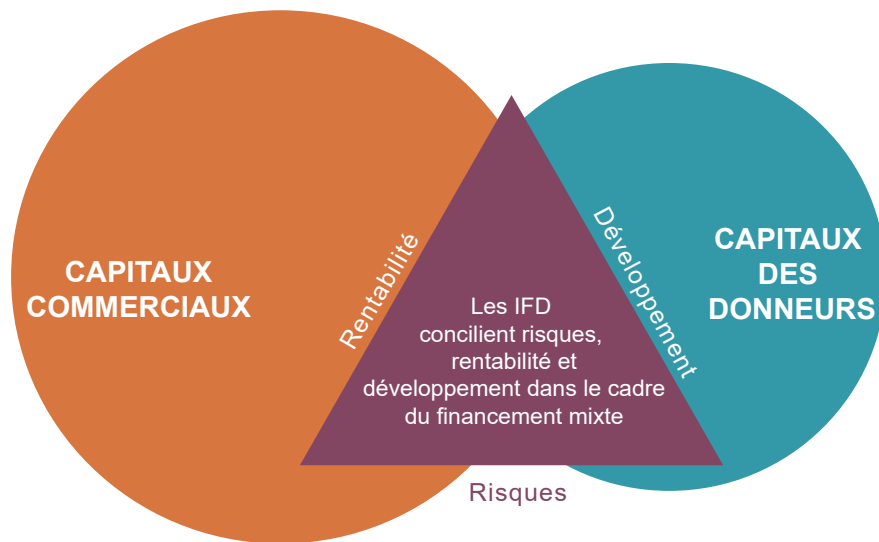 CAPITAUX
COMMERCIAUX
Rentabilité
Les IFD
concilient risques,
rentabilité et
développement dans le cadre
du financement mixte
Développement
CAPITAUX
DES
DONNEURS
Risques